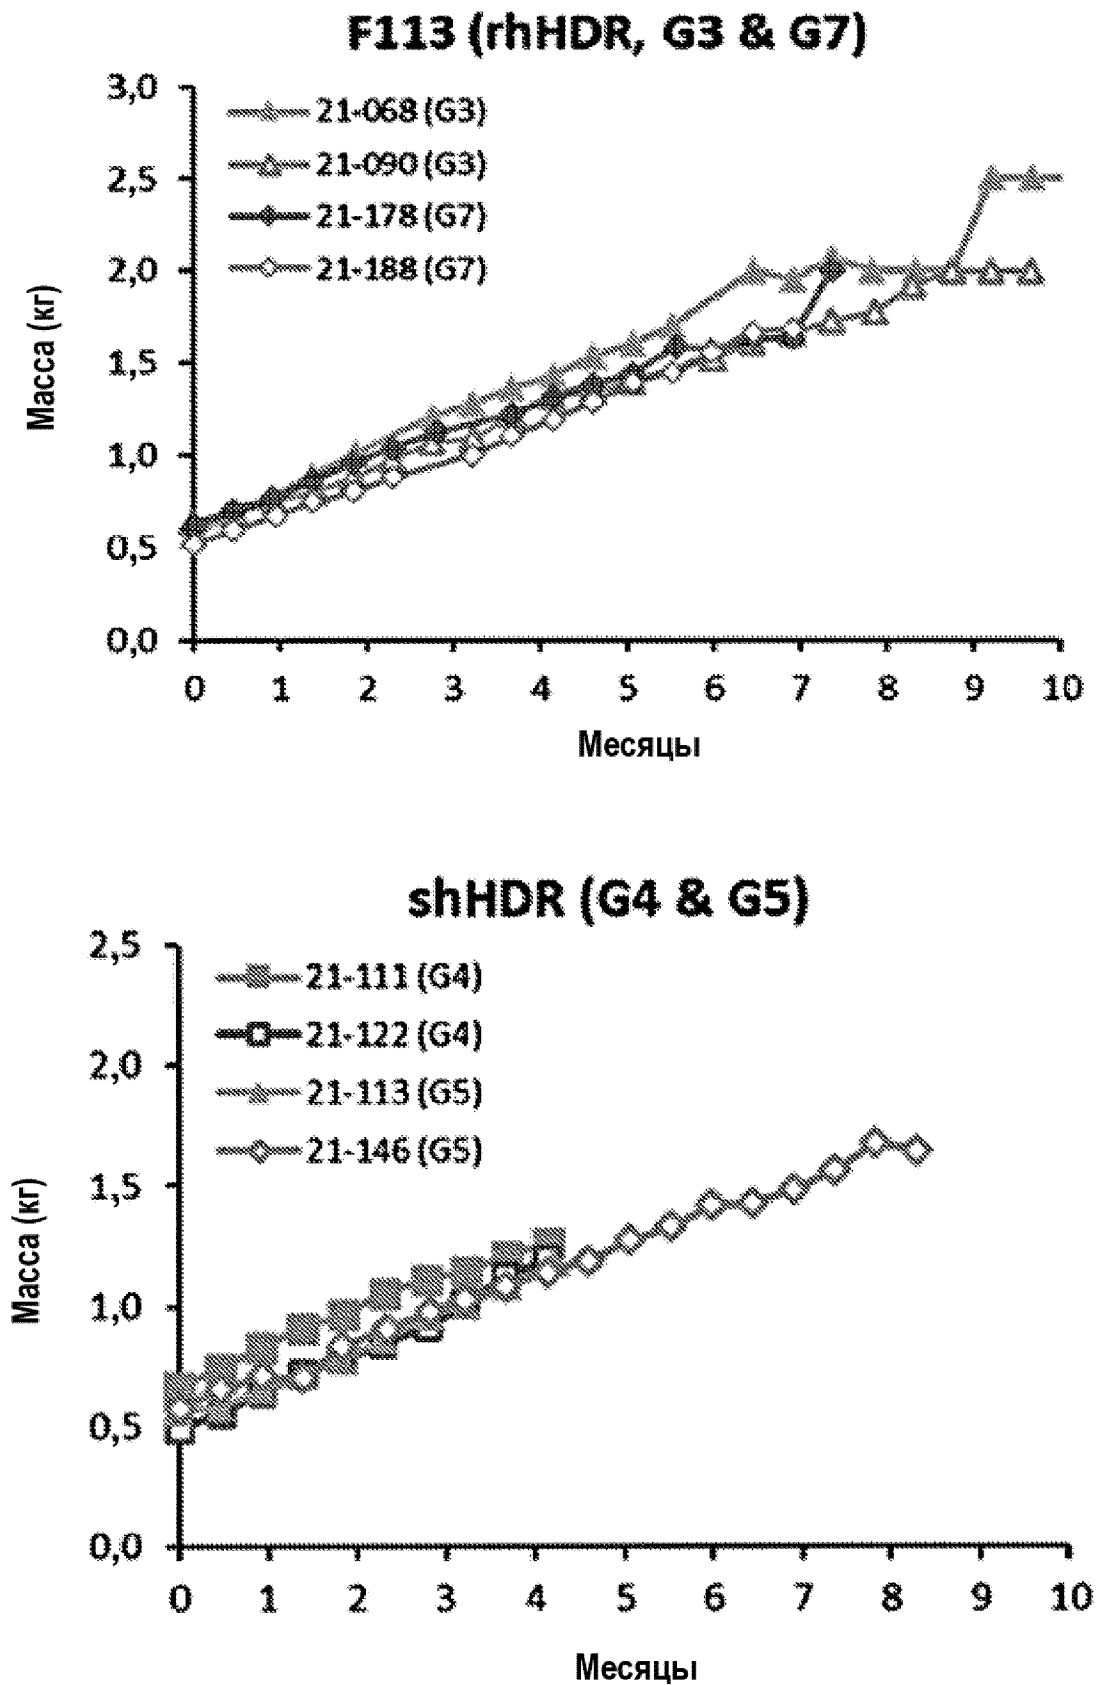 F113 (rhHDR, G3 & G7)
3,0
2,5
2,0
1,5
1,0
0,5
0,0
Масса (кг)
21-068 (G3)
21-090 (G3)
21-178 (G7)
21-188 (G7)
0 1 2 3 4 5 6 7 8 9 10
Месяцы
shHDR (G4 & G5)
2,5
2,0
1,5
1,0
0,5
0,0
Масса (кг)
21-111 (G4)
21-122 (G4)
21-113 (G5)
21-146 (G5)
0 1 2 3 4 5 6 7 8 9 10
Месяцы